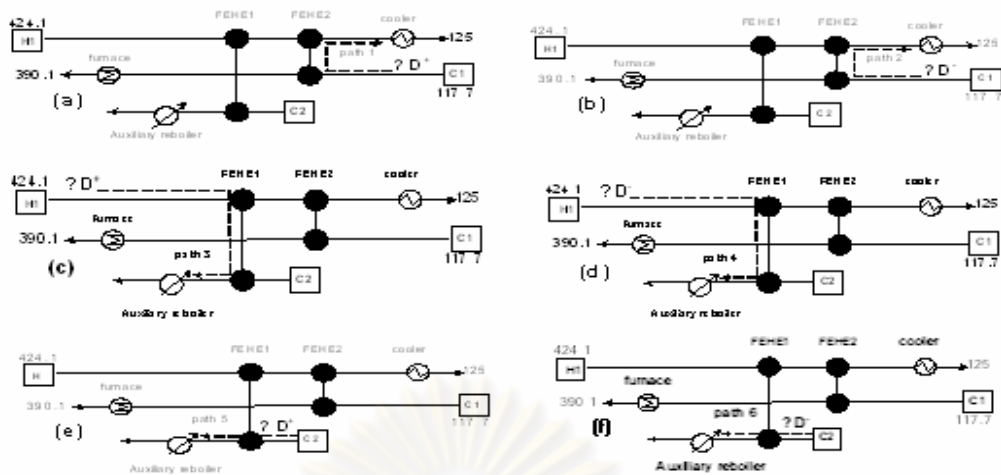 424.1 FEHE1 FEHE2 cooler
H1 125
furnace path 1
390.1 ? D⁺ C1
(a) 117 7
C2
Auxiliary reboiler
424.1 FEHE1 FEHE2 cooler
H1 125
furnace path 2
390.1 ? D⁻ C1
(b) 117 7
C2
Auxiliary reboiler
424.1 ? D⁺ FEHE1 FEHE2 cooler
H1 125
furnace
390.1 C1
(c) path 3 117 7
C2
Auxiliary reboiler
424.1 ? D⁻ FEHE1 FEHE2 cooler
H1 125
furnace
390.1 C1
(d) path 4 117.7
C2
Auxiliary reboiler
424.1 FEHE1 FEHE2 cooler
H 125
furnace
390.1 C1
path 5 117.7
(e) ? D⁺ C2
Auxiliary reboiler
424 1 FEHE1 FEHE2 cooler
H1 125
furnace
390 1 C1
path 6 117.7
(f) ? D⁻ C2
Auxiliary reboiler